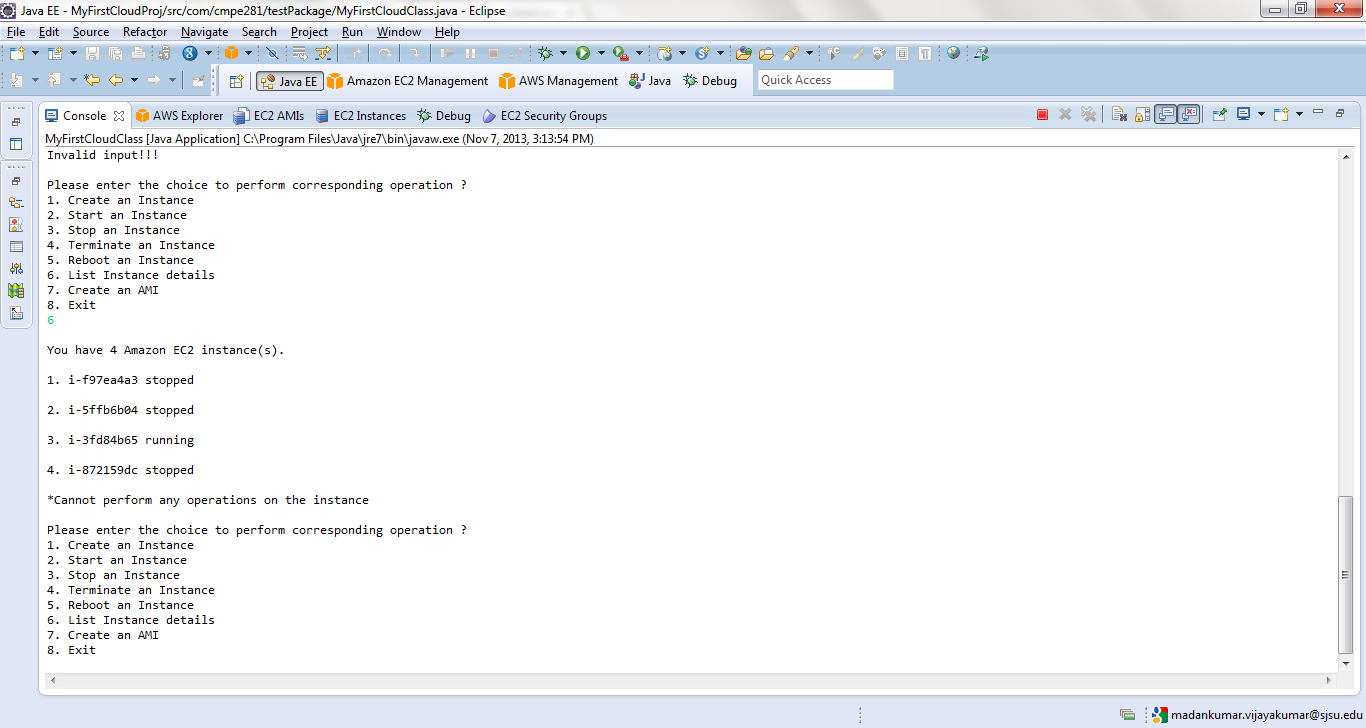 Java EE - MyFirstCloudProj/src/com/cmpe281/testPackage/MyFirstCloudClass.java - Eclipse
File Edit Source Refactor Navigate Search Project Run Window Help
Java EE Amazon EC2 Management AWS Management Java Debug Quick Access
Console AWS Explorer EC2 AMIs EC2 Instances Debug EC2 Security Groups
MyFirstCloudClass [Java Application] C:\Program Files\Java\jre7\bin\javaw.exe (Nov 7, 2013, 3:13:54 PM)
Invalid input!!!
Please enter the choice to perform corresponding operation ?
1. Create an Instance
2. Start an Instance
3. Stop an Instance
4. Terminate an Instance
5. Reboot an Instance
6. List Instance details
7. Create an AMI
8. Exit
6
You have 4 Amazon EC2 instance(s).
1. i-f97ea4a3 stopped
2. i-5ffb6b04 stopped
3. i-3fd84b65 running
4. i-872159dc stopped
*Cannot perform any operations on the instance
Please enter the choice to perform corresponding operation ?
1. Create an Instance
2. Start an Instance
3. Stop an Instance
4. Terminate an Instance
5. Reboot an Instance
6. List Instance details
7. Create an AMI
8. Exit
madankumar.vijayakumar@sjsu.edu